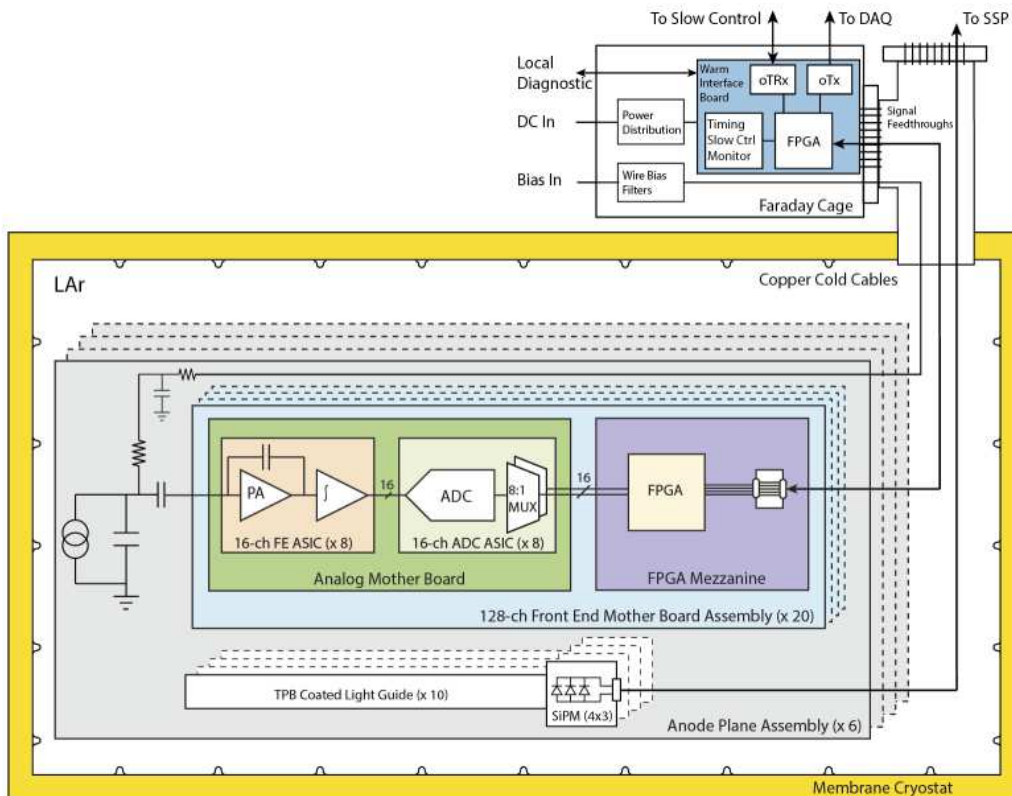 To Slow Control
To DAQ
To SSP
Local
Diagnostic
Warm
Interface
Board
oTRx
oTx
Signal
Feedthroughs
DC In
Power
Distribution
Timing
Slow Ctrl
Monitor
FPGA
Bias In
Wire Bias
Filters
Faraday Cage
LAr
Copper Cold Cables
PA
∫
16
ADC
8:1
MUX
16
FPGA
16-ch FE ASIC (x 8)
16-ch ADC ASIC (x 8)
Analog Mother Board
FPGA Mezzanine
128-ch Front End Mother Board Assembly (x 20)
TPB Coated Light Guide (x 10)
SiPM (4x3)
Anode Plane Assembly (x 6)
Membrane Cryostat